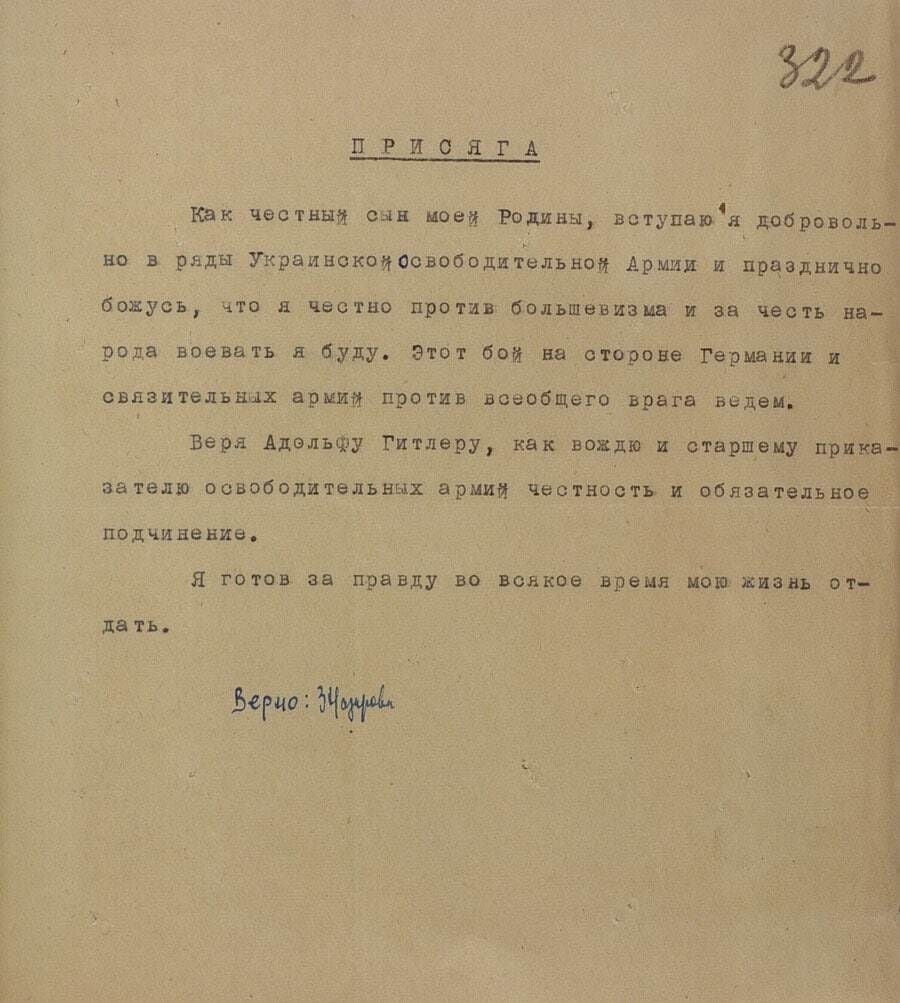 322
ПРИСЯГА
Как честный сын моей Родины, вступаю я доброволь-
но в ряды Украинской Освободительной Армии и празднично
божусь, что я честно против большевизма и за честь на-
рода воевать я буду. Этот бой на стороне Германии и
связительных армий против всеобщего врага ведем.
Веря Адольфу Гитлеру, как вождю и старшему прика-
зателю освободительных армий честность и обязательное
подчинение.
Я готов за правду во всякое время мою жизнь от-
дать.
Верно: